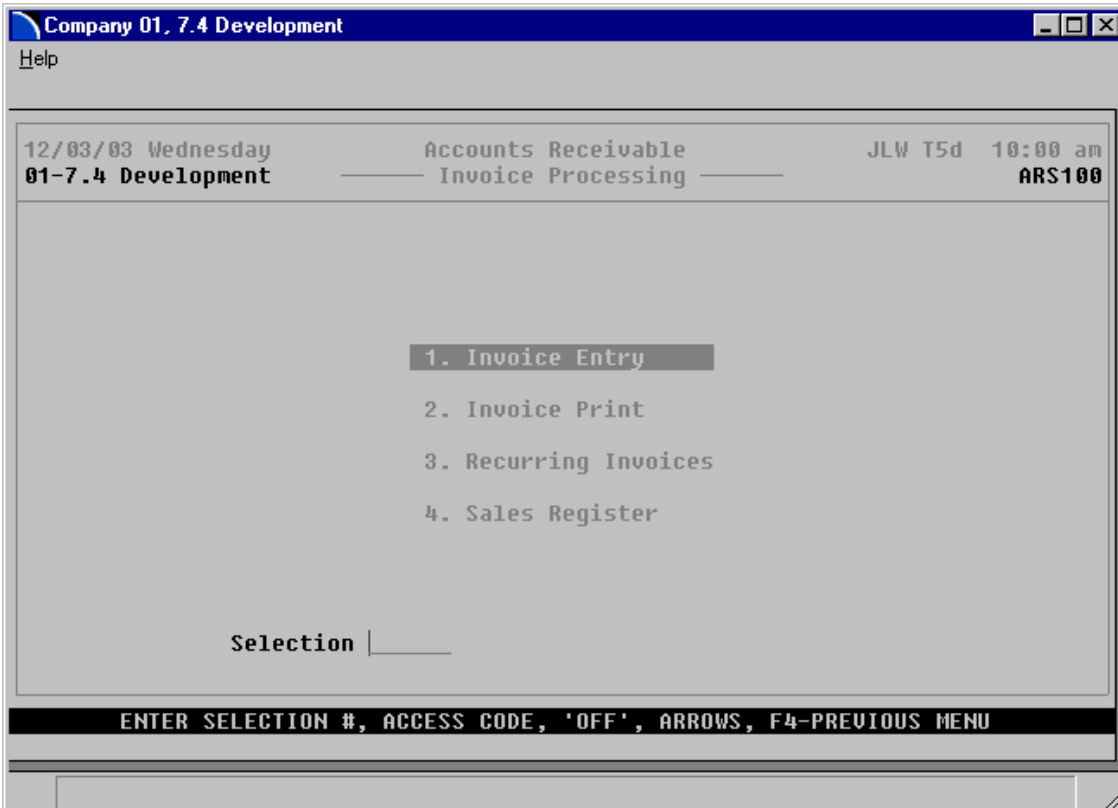 Company 01, 7.4 Development
Help
12/03/03 Wednesday Accounts Receivable JLW T5d 10:00 am
01-7.4 Development Invoice Processing ARS100
1. Invoice Entry
2. Invoice Print
3. Recurring Invoices
4. Sales Register
Selection
ENTER SELECTION #, ACCESS CODE, 'OFF', ARROWS, F4-PREVIOUS MENU